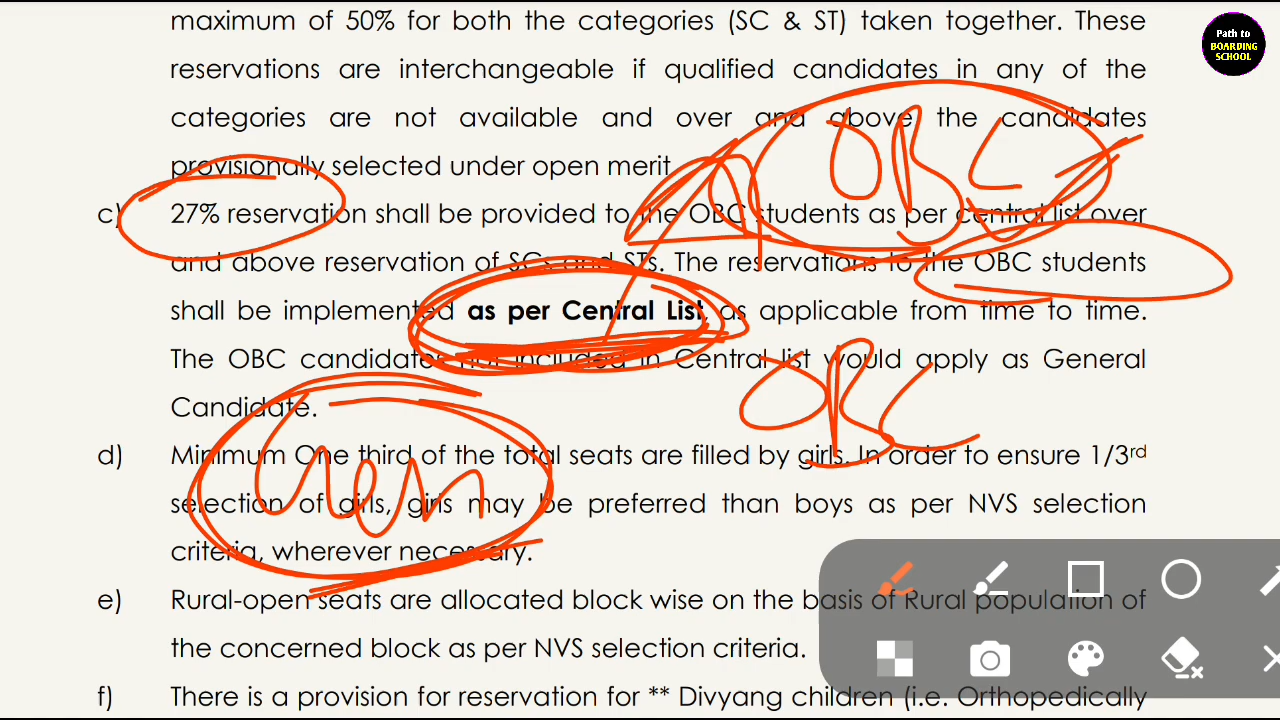 maximum of 50% for both the categories (SC & ST) taken together. These
reservations are interchangeable if qualified candidates in any of the
categories are not available and over and above the candidates
provisionally selected under open merit
c) 27% reservation shall be provided to the OBC students as per central list over
and above reservation of SCs and STs. The reservations to the OBC students
shall be implemented as per Central List, as applicable from time to time.
The OBC candidates not included in Central list would apply as General
Candidate.
d) Minimum One third of the total seats are filled by girls. In order to ensure 1/3rd
selection of girls, girls may be preferred than boys as per NVS selection
criteria, wherever necessary.
e) Rural-open seats are allocated block wise on the basis of Rural population of
the concerned block as per NVS selection criteria.
f) There is a provision for reservation for ** Divyang children (i.e. Orthopedically
Path to
BOARDING
SCHOOL
OBC
OBC
Gen